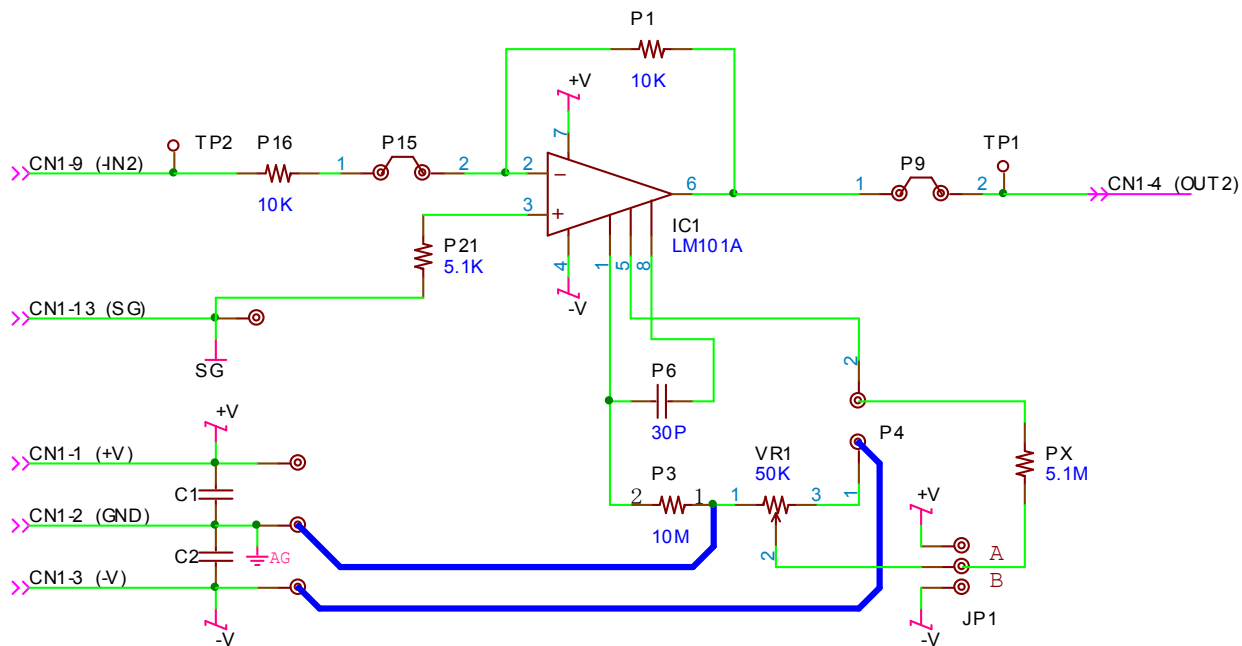 P1
10K
+V
7
TP2
P16
P15
CN1-9 (-IN2)
10K
1
2
2
-
3
+
6
IC1
LM101A
1
P9
2
TP1
CN1-4 (OUT2)
P21
5.1K
4
-V
1
5
8
CN1-13 (SG)
SG
P6
30P
2
P4
+V
CN1-1 (+V)
C1
CN1-2 (GND)
AG
C2
CN1-3 (-V)
-V
P3
2
1
10M
VR1
50K
1
3
2
1
PX
5.1M
+V
A
B
JP1
-V